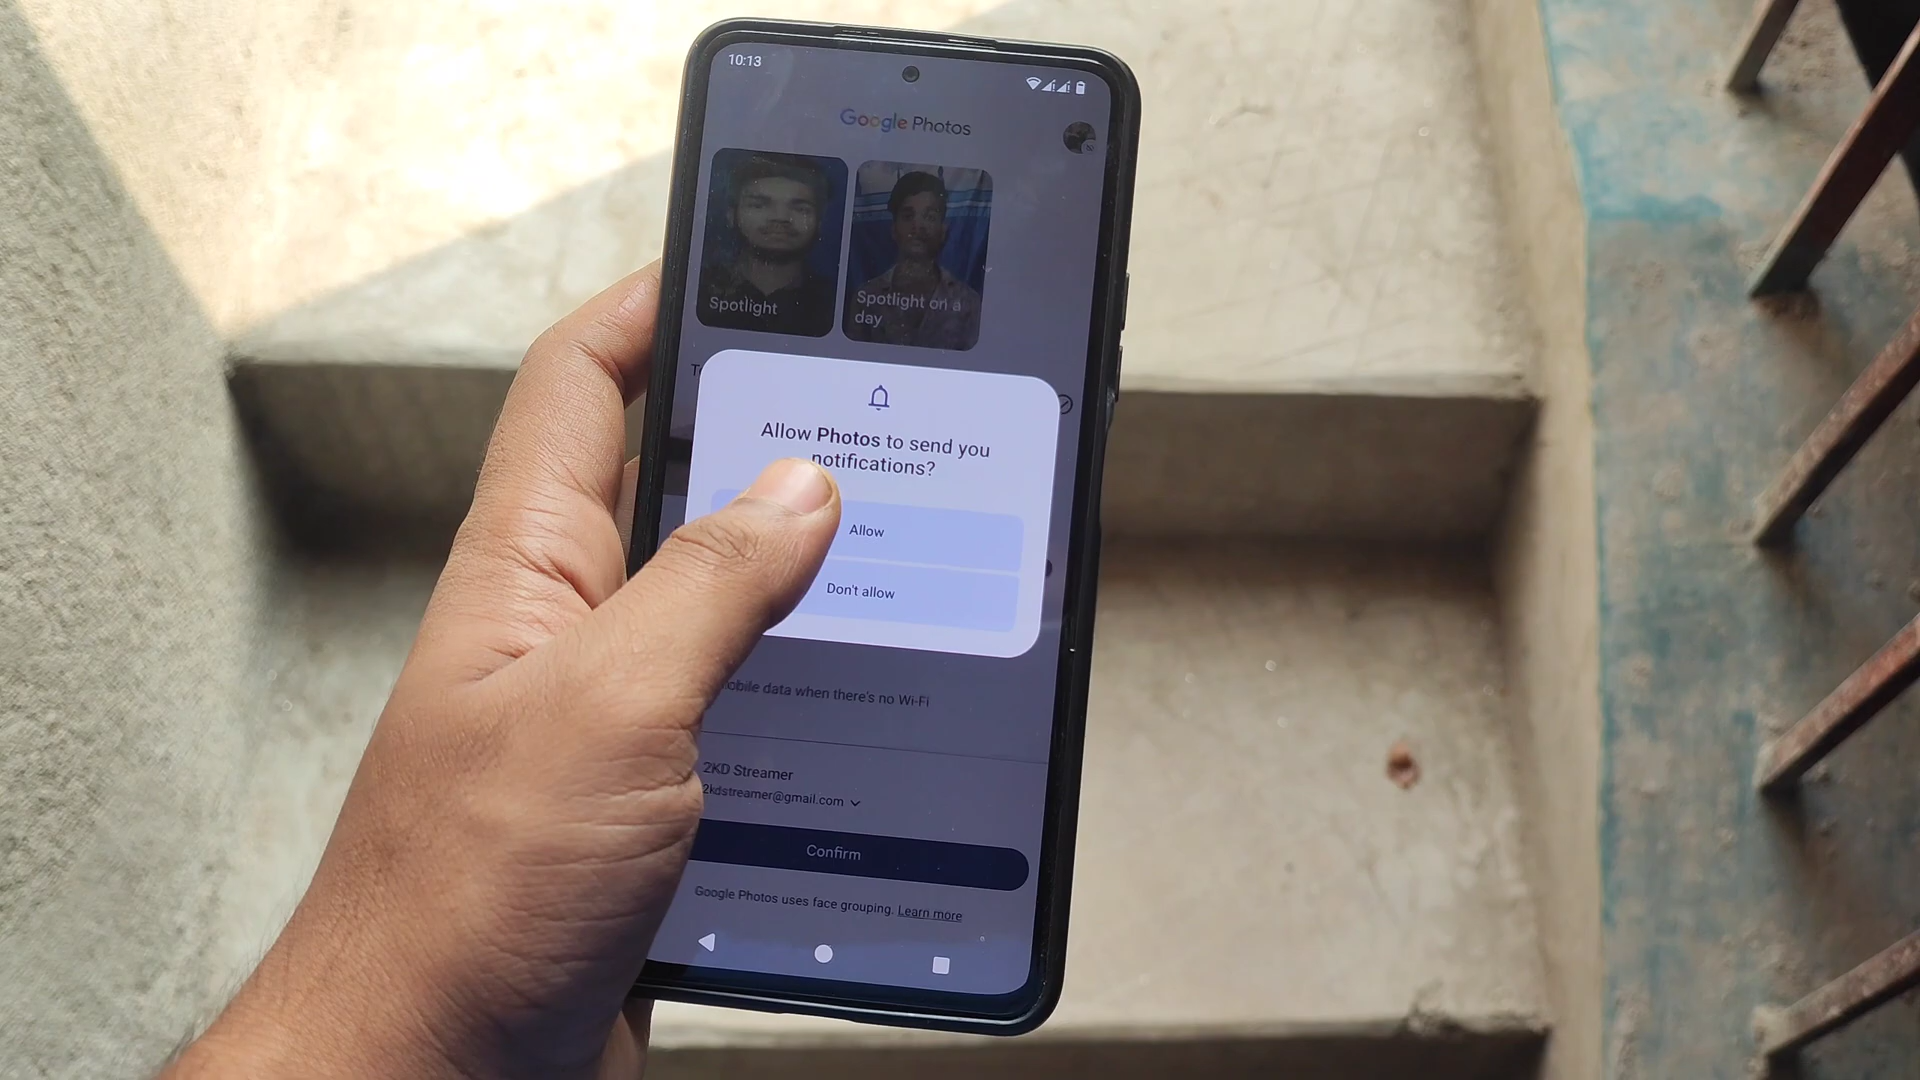 10:13
Google Photos
Spotlight
Spotlight on a
day
Allow Photos to send you
notifications?
Allow
Don't allow
mobile data when there's no Wi-Fi
2KD Streamer
2kdstreamer@gmail.com
Confirm
Google Photos uses face grouping. Learn more